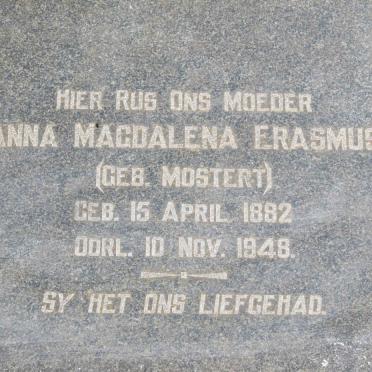 HIER RUS ONS MOEDER
ANNA MAGDALENA ERASMUS
(GEB. MOSTERT)
GEB. 15 APRIL 1882
OORL. 10 NOV. 1948.
SY HET ONS LIEFGEHAD.